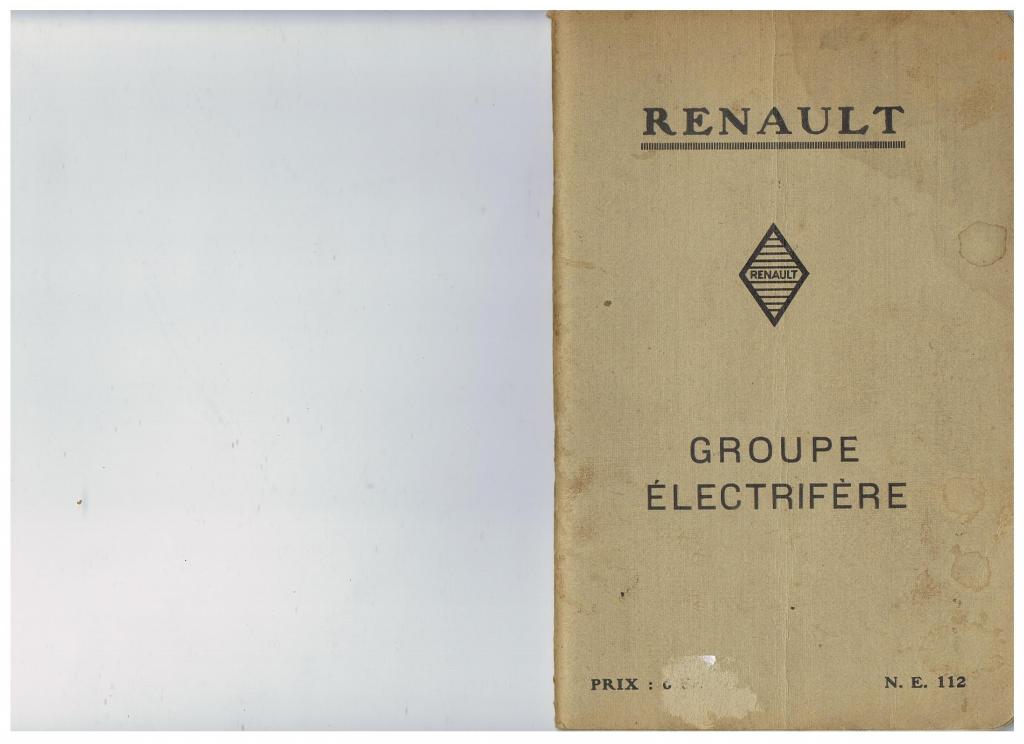 RENAULT
RENAULT
GROUPE
ÉLECTRIFÈRE
PRIX :
N. E. 112